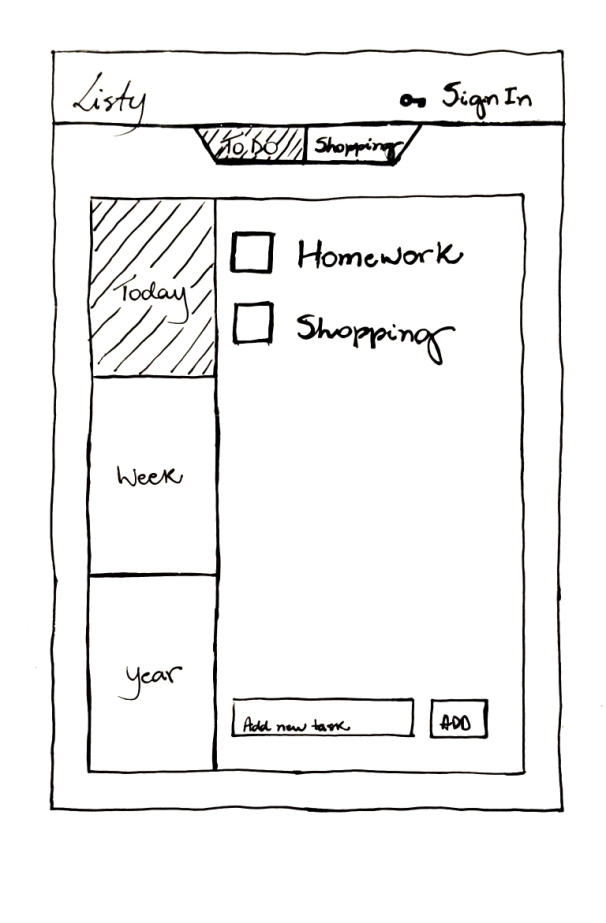 Listy
Sign In
To Do
Shopping
Today
Homework
Shopping
Week
Year
Add new task
ADD